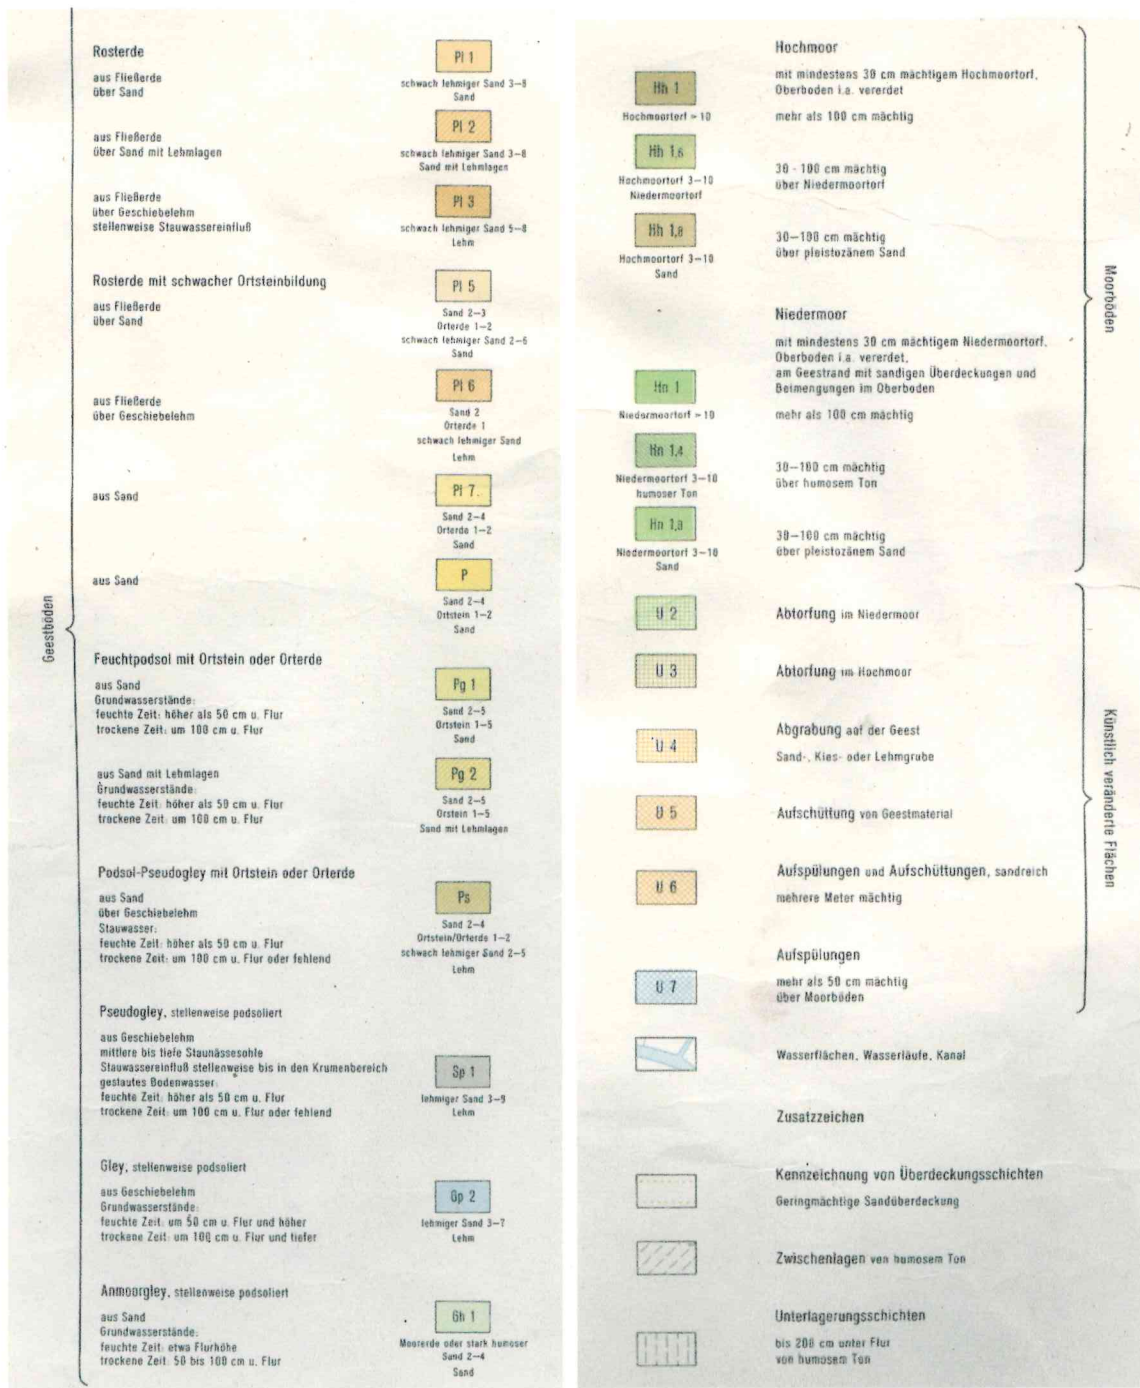 Geestböden
Rosterde
aus Fließerde
über Sand
Pl 1
schwach lehmiger Sand 3–8
Sand
aus Fließerde
über Sand mit Lehmlagen
Pl 2
schwach lehmiger Sand 3–8
Sand mit Lehmlagen
aus Fließerde
über Geschiebelehm
stellenweise Stauwassereinfluß
Pl 3
schwach lehmiger Sand 5–8
Lehm
Rosterde mit schwacher Ortsteinbildung
aus Fließerde
über Sand
Pl 5
Sand 2–3
Orterde 1–2
schwach lehmiger Sand 2–6
Sand
aus Fließerde
über Geschiebelehm
Pl 6
Sand 2
Orterde 1
schwach lehmiger Sand
Lehm
aus Sand
Pl 7
Sand 2–4
Orterde 1–2
Sand
aus Sand
P
Sand 2–4
Ortstein 1–2
Sand
Feuchtpodsol mit Ortstein oder Orterde
aus Sand
Grundwasserstände:
feuchte Zeit: höher als 50 cm u. Flur
trockene Zeit: um 100 cm u. Flur
Pg 1
Sand 2–5
Ortstein 1–5
Sand
aus Sand mit Lehmlagen
Grundwasserstände:
feuchte Zeit: höher als 50 cm u. Flur
trockene Zeit: um 100 cm u. Flur
Pg 2
Sand 2–5
Orstein 1–5
Sand mit Lehmlagen
Podsol-Pseudogley mit Ortstein oder Orterde
aus Sand
über Geschiebelehm
Stauwasser:
feuchte Zeit: höher als 50 cm u. Flur
trockene Zeit: um 100 cm u. Flur oder fehlend
Ps
Sand 2–4
Ortstein/Orterde 1–2
schwach lehmiger Sand 2–5
Lehm
Pseudogley, stellenweise podsoliert
aus Geschiebelehm
mittlere bis tiefe Staunässesohle
Stauwassereinfluß stellenweise bis in den Krumenbereich
gestautes Bodenwasser:
feuchte Zeit: höher als 50 cm u. Flur
trockene Zeit: um 100 cm u. Flur oder fehlend
Sp 1
lehmiger Sand 3–9
Lehm
Gley, stellenweise podsoliert
aus Geschiebelehm
Grundwasserstände:
feuchte Zeit: um 50 cm u. Flur und höher
trockene Zeit: um 100 cm u. Flur und tiefer
Gp 2
lehmiger Sand 3–7
Lehm
Anmoorgley, stellenweise podsoliert
aus Sand
Grundwasserstände:
feuchte Zeit: etwa Flurhöhe
trockene Zeit: 50 bis 100 cm u. Flur
Gh 1
Moorerde oder stark humoser
Sand 2–4
Sand
Moorböden
Hochmoor
mit mindestens 30 cm mächtigem Hochmoortorf,
Oberboden i.a. vererdet
Hh 1
Hochmoortorf > 10
mehr als 100 cm mächtig
Hh 1,6
Hochmoortorf 3–10
Niedermoortorf
30 - 100 cm mächtig
über Niedermoortorf
Hh 1,8
Hochmoortorf 3–10
Sand
30–100 cm mächtig
über pleistozänem Sand
Niedermoor
mit mindestens 30 cm mächtigem Niedermoortorf,
Oberboden i.a. vererdet,
am Geestrand mit sandigen Überdeckungen und
Beimengungen im Oberboden
Hn 1
Niedermoortorf > 10
mehr als 100 cm mächtig
Hn 1,4
Niedermoortorf 3–10
humoser Ton
30–100 cm mächtig
über humosem Ton
Hn 1,8
Niedermoortorf 3–10
Sand
30–100 cm mächtig
über pleistozänem Sand
Künstlich veränderte Flächen
U 2
Abtorfung im Niedermoor
U 3
Abtorfung im Hochmoor
U 4
Abgrabung auf der Geest
Sand-, Kies- oder Lehmgrube
U 5
Aufschüttung von Geestmaterial
U 6
Aufspülungen und Aufschüttungen, sandreich
mehrere Meter mächtig
Aufspülungen
U 7
mehr als 50 cm mächtig
über Moorböden
Wasserflächen, Wasserläufe, Kanal
Zusatzzeichen
Kennzeichnung von Überdeckungsschichten
Geringmächtige Sandüberdeckung
Zwischenlagen von humosem Ton
Unterlagerungsschichten
bis 200 cm unter Flur
von humosem Ton